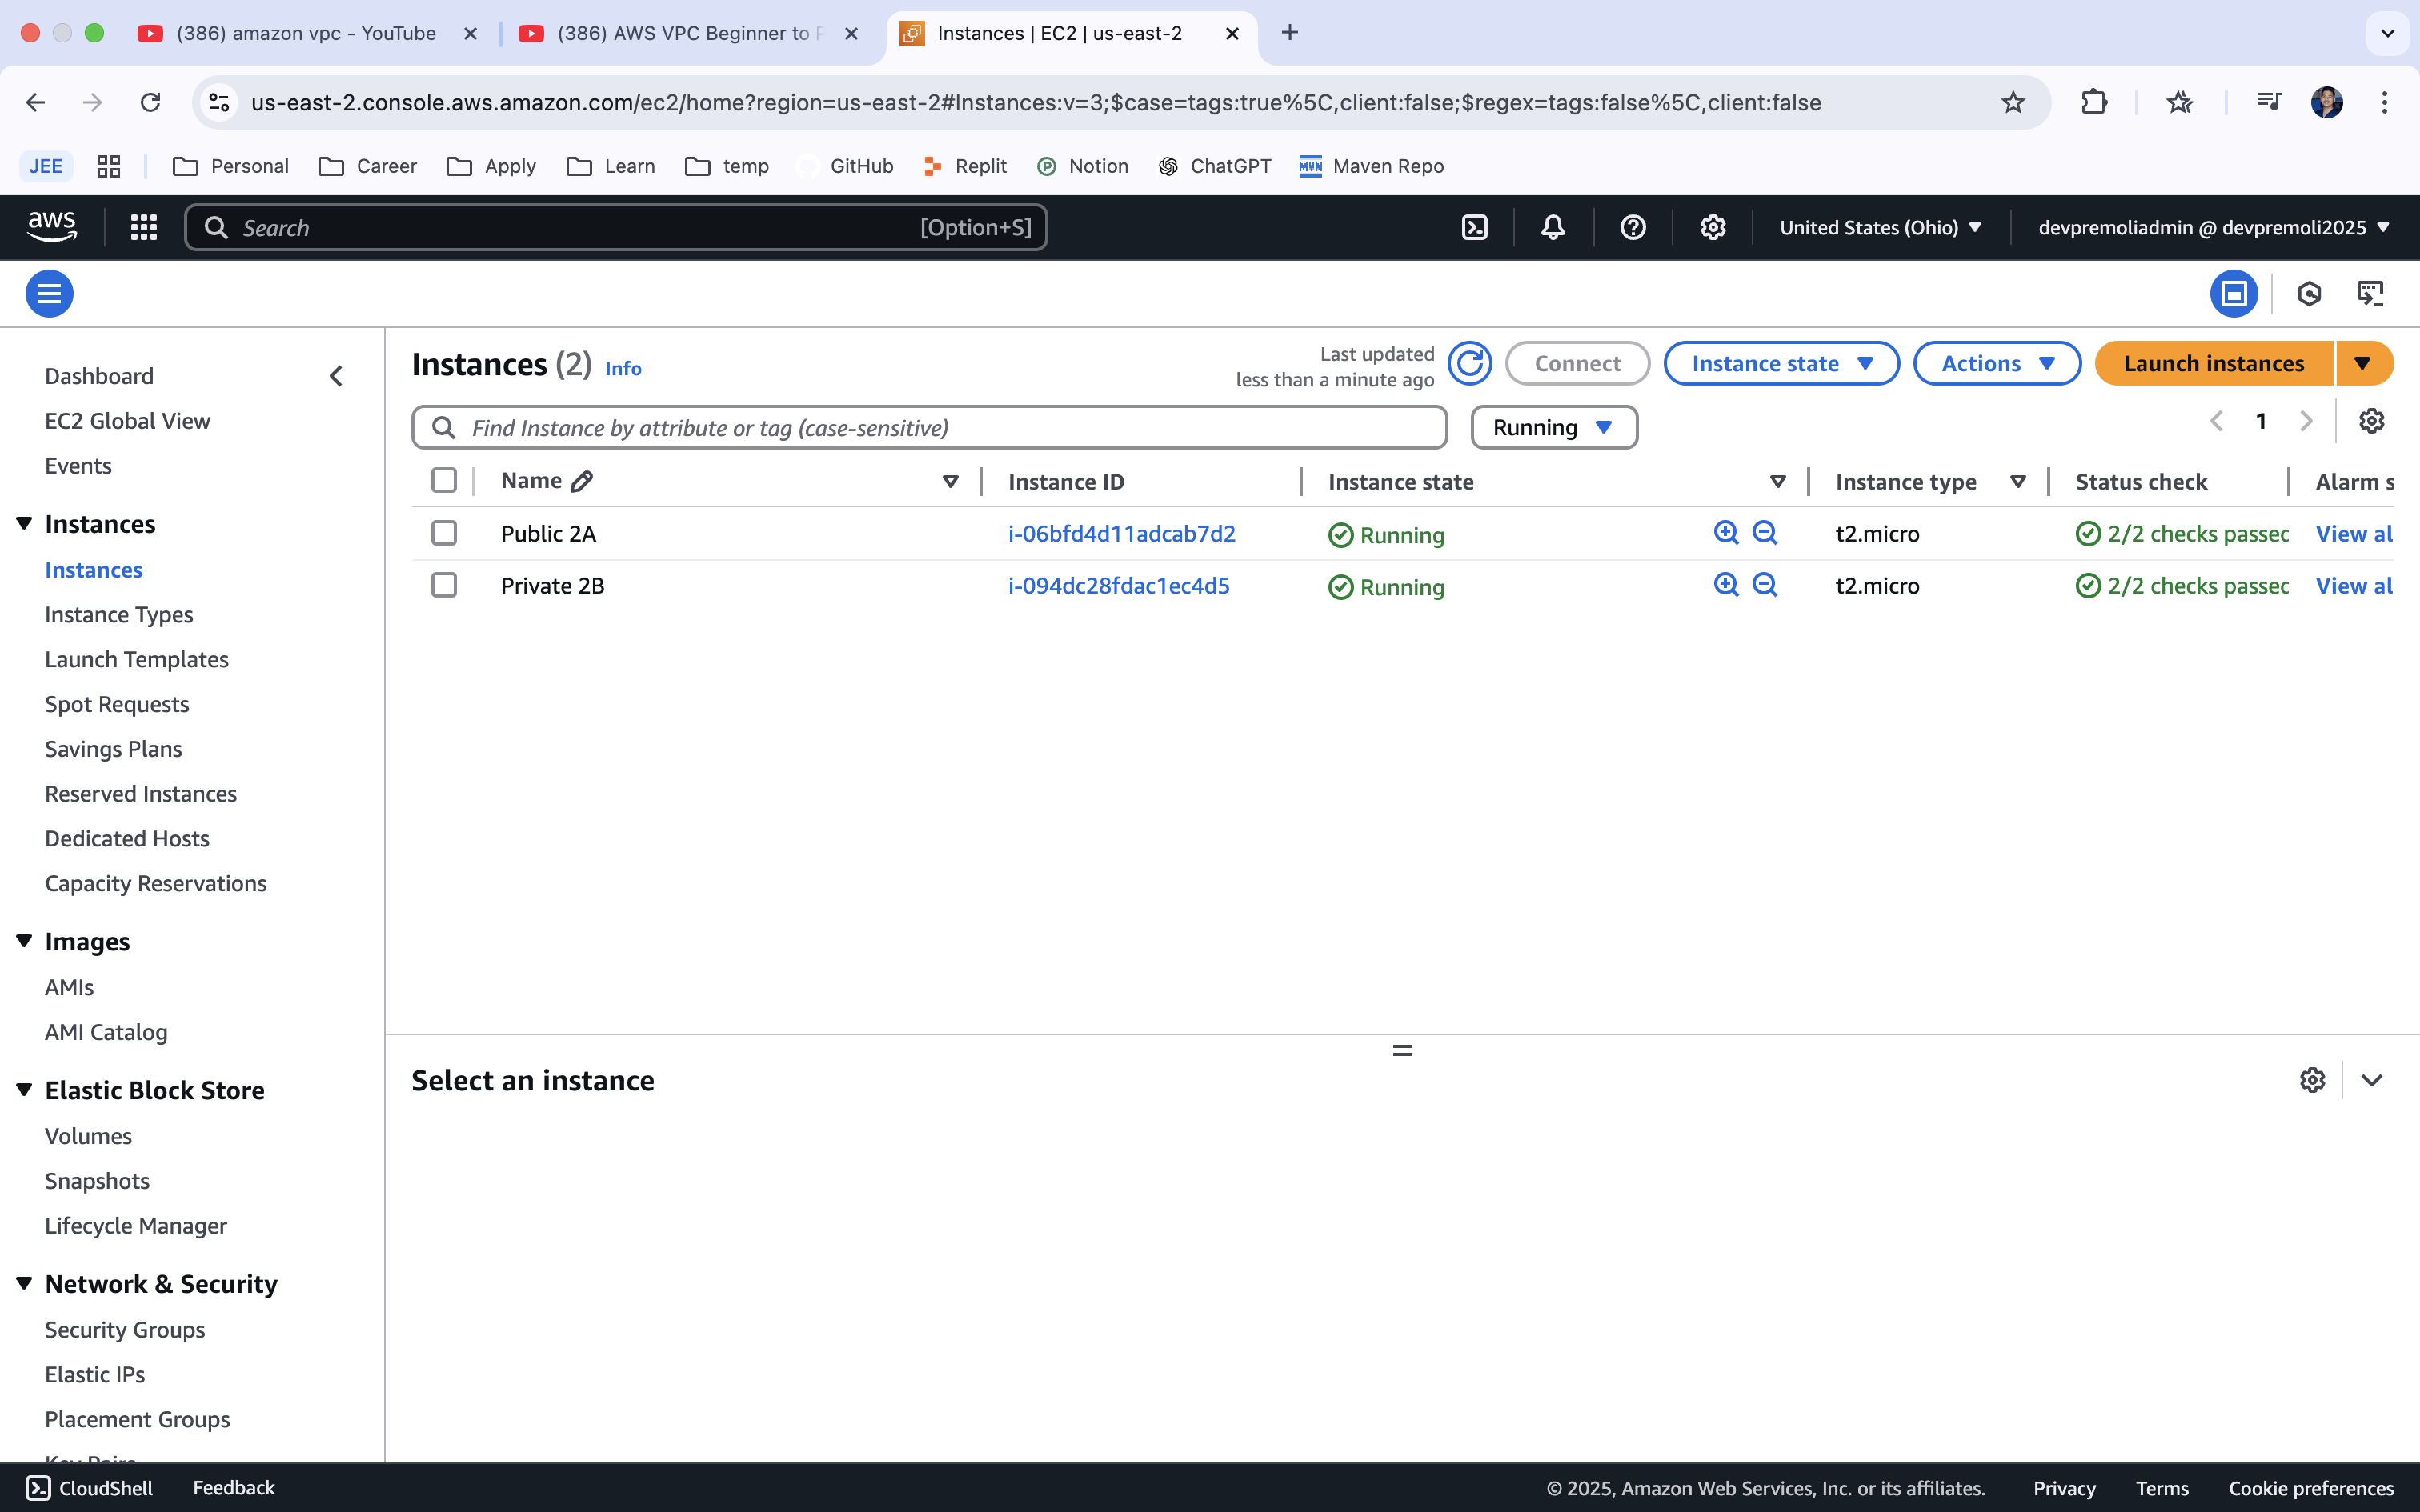 (386) amazon vpc - YouTube
(386) AWS VPC Beginner to
Instances | EC2 | us-east-2
us-east-2.console.aws.amazon.com/ec2/home?region=us-east-2#Instances:v=3;$case=tags:true%5C,client:false;$regex=tags:false%5C,client:false
JEE Personal Career Apply Learn temp GitHub Replit Notion ChatGPT Maven Repo
aws Search [Option+S] United States (Ohio) devpremoliadmin @ devpremoli2025
Dashboard
EC2 Global View
Events
Instances
Instances
Instance Types
Launch Templates
Spot Requests
Savings Plans
Reserved Instances
Dedicated Hosts
Capacity Reservations
Images
AMIs
AMI Catalog
Elastic Block Store
Volumes
Snapshots
Lifecycle Manager
Network & Security
Security Groups
Elastic IPs
Placement Groups
Key Pairs
Instances (2) Info
Last updated
less than a minute ago
Connect Instance state Actions Launch instances
Find Instance by attribute or tag (case-sensitive) Running 1
Name Instance ID Instance state Instance type Status check Alarm s
Public 2A i-06bfd4d11adcab7d2 Running t2.micro 2/2 checks passec View al
Private 2B i-094dc28fdac1ec4d5 Running t2.micro 2/2 checks passec View al
Select an instance
CloudShell Feedback © 2025, Amazon Web Services, Inc. or its affiliates. Privacy Terms Cookie preferences